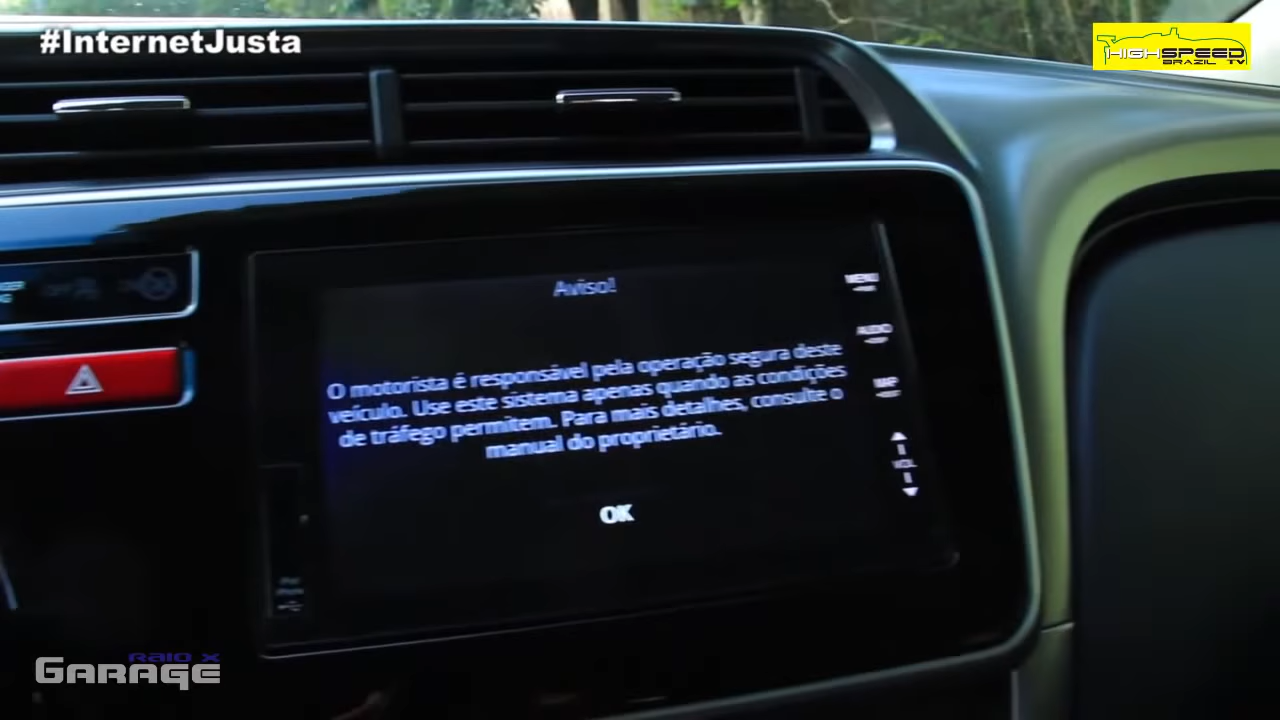 #InternetJusta
HIGHSPEED
BRAZIL TV
Aviso!
MENU
AUDIO
O motorista é responsável pela operação segura deste
veículo. Use este sistema apenas quando as condições
de tráfego permitem. Para mais detalhes, consulte o
manual do proprietário.
MAP
VOL
OK
RAIO X
GARAGE